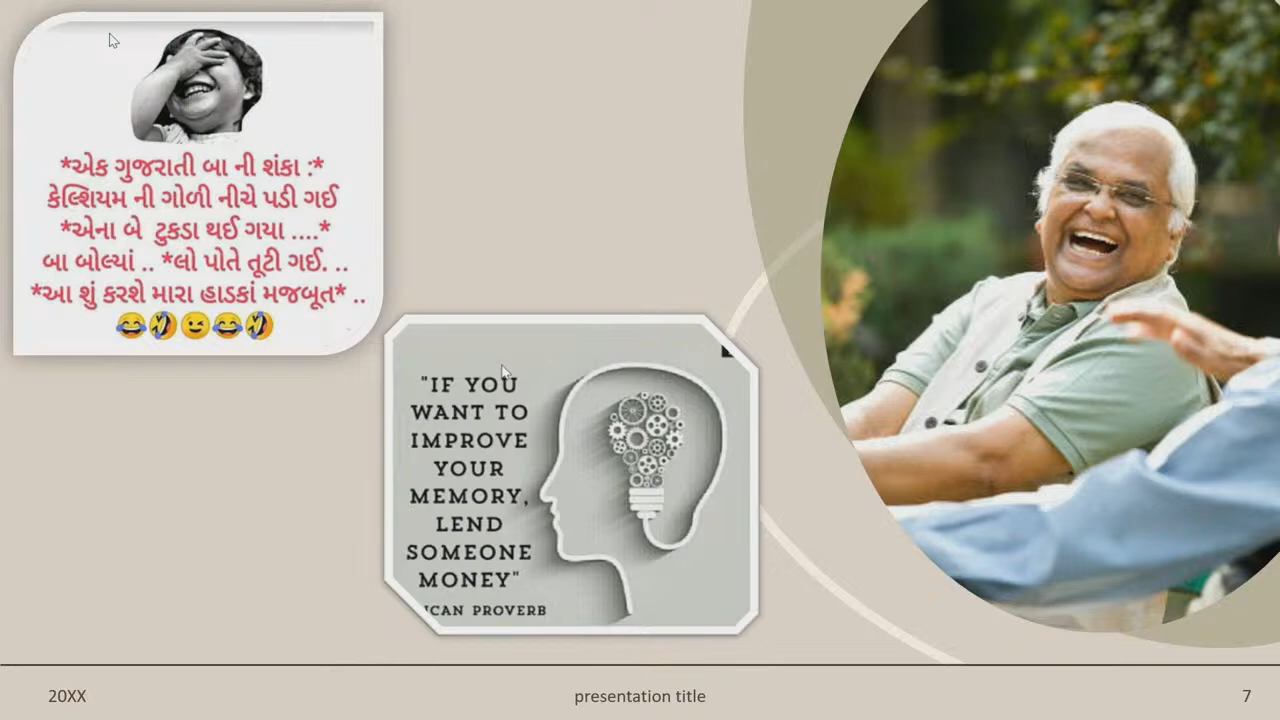 *એક ગુજરાતી બા ની શંકા :*
કેલ્શિયમ ની ગોળી નીચે પડી ગઈ
*એના બે ટુકડા થઈ ગયા ....*
બા બોલ્યાં .. *લો પોતે તૂટી ગઈ. ..
*આ શું કરશે મારા હાડકાં મજબૂત* ..
😂🤣😉😂🤣
"IF YOU
WANT TO
IMPROVE
YOUR
MEMORY,
LEND
SOMEONE
MONEY"
PROVERB
20XX
presentation title
7